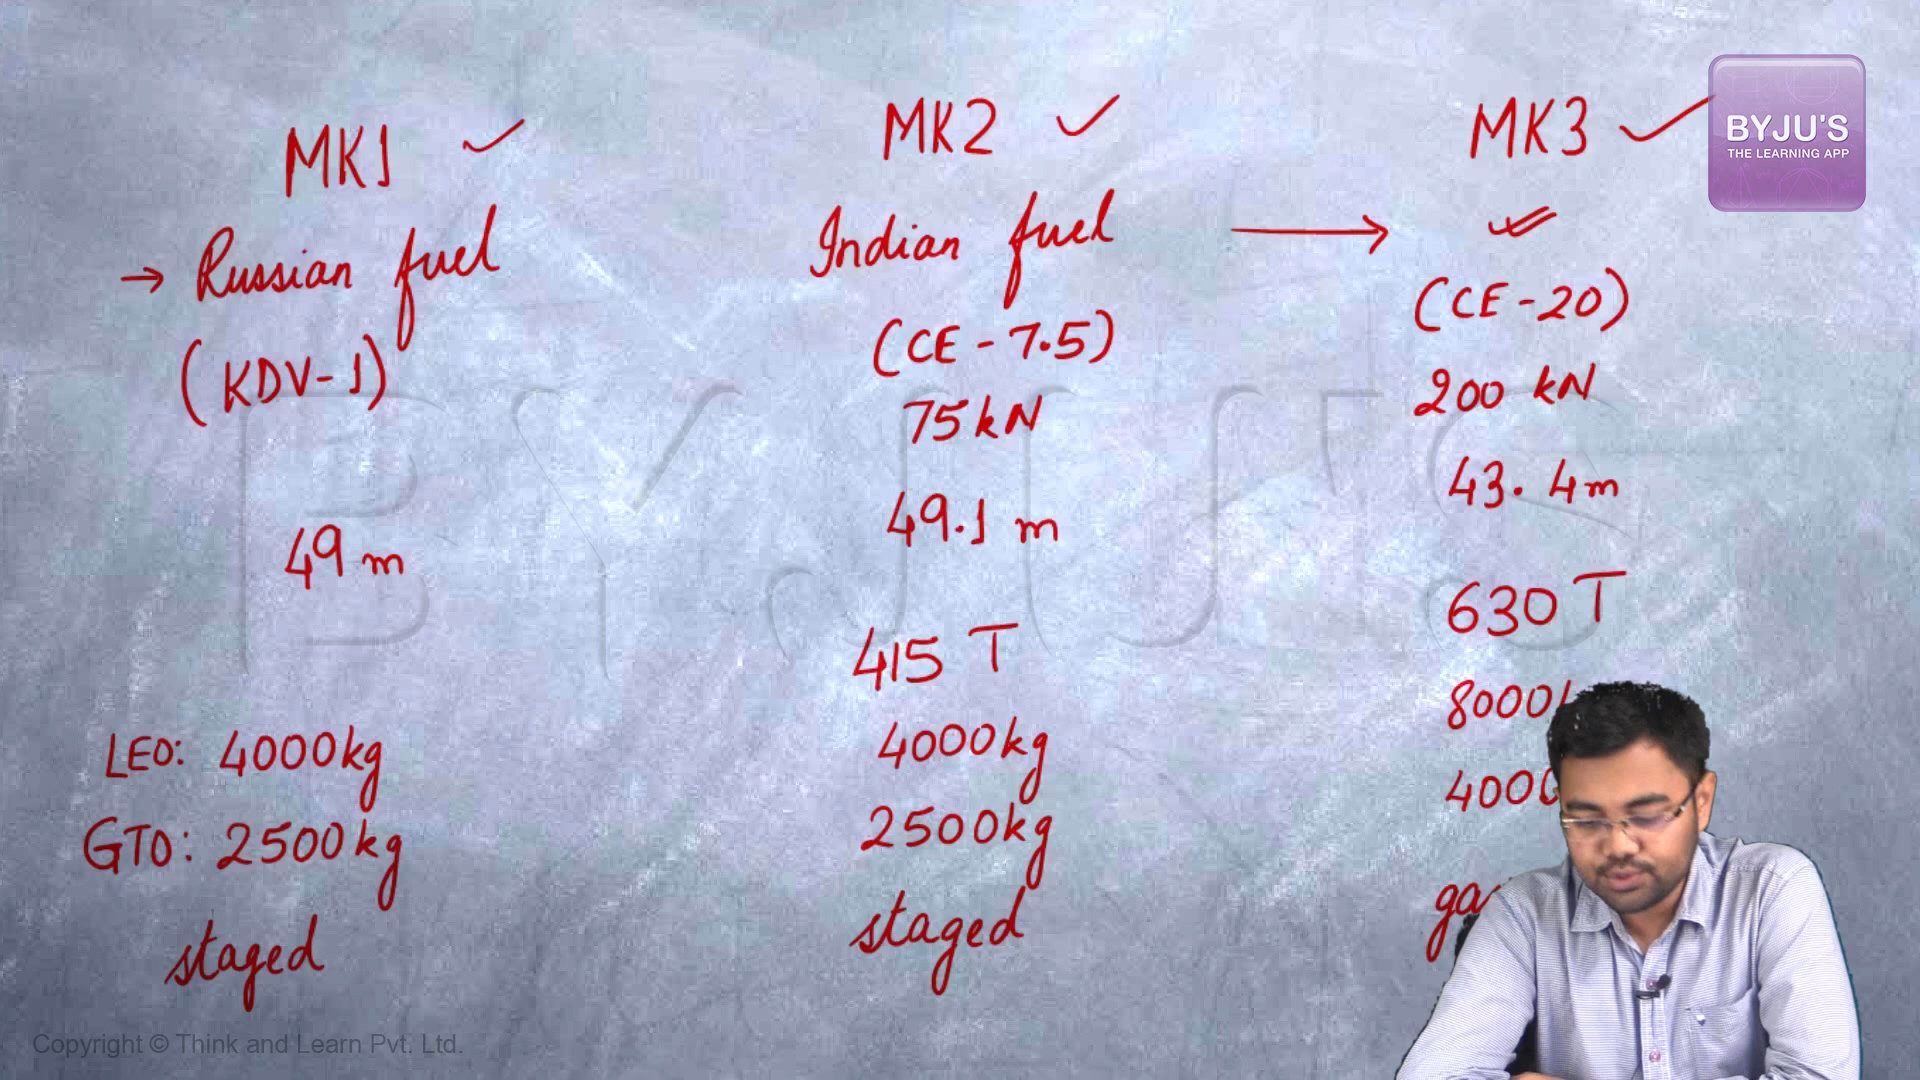 MK1
→ Russian fuel
(KDV-1)
49 m
LEO: 4000kg
GTO: 2500kg
staged
MK2
Indian fuel →
(CE-7.5)
75kN
49.1 m
415 T
4000kg
2500kg
staged
MK3
(CE-20)
200 kN
43.4m
630 T
BYJU'S
THE LEARNING APP
BYJU'S
Copyright © Think and Learn Pvt. Ltd.